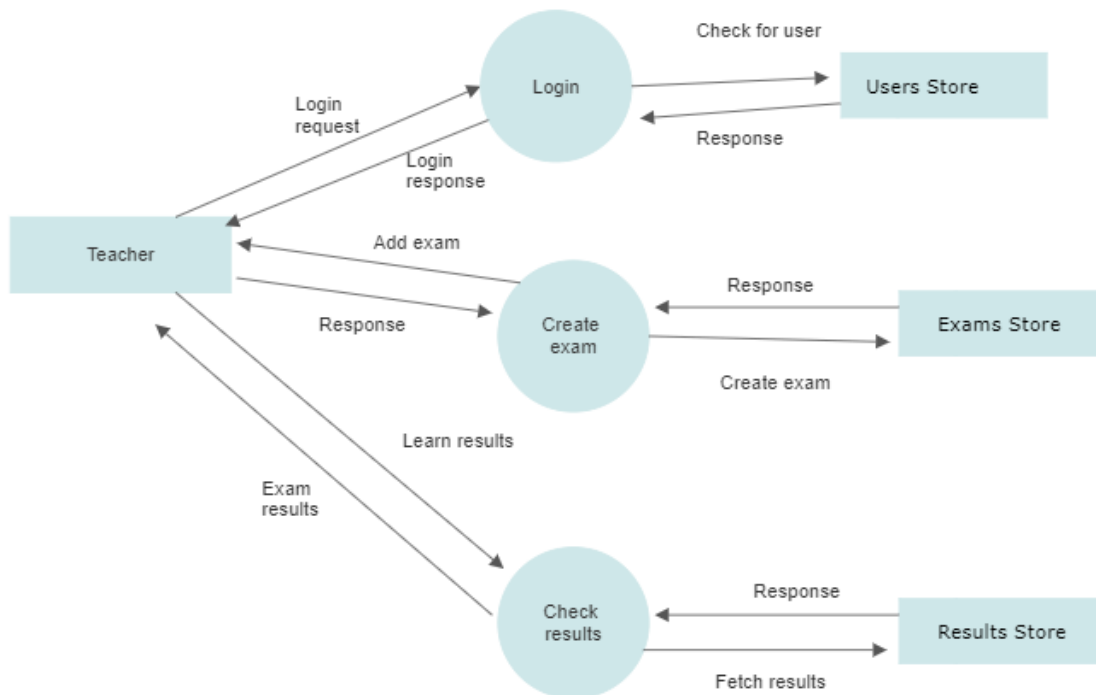 Check for user
Login
Users Store
Login
request
Response
Login
response
Add exam
Teacher
Response
Response
Create
exam
Exams Store
Create exam
Learn results
Exam
results
Response
Check
results
Results Store
Fetch results